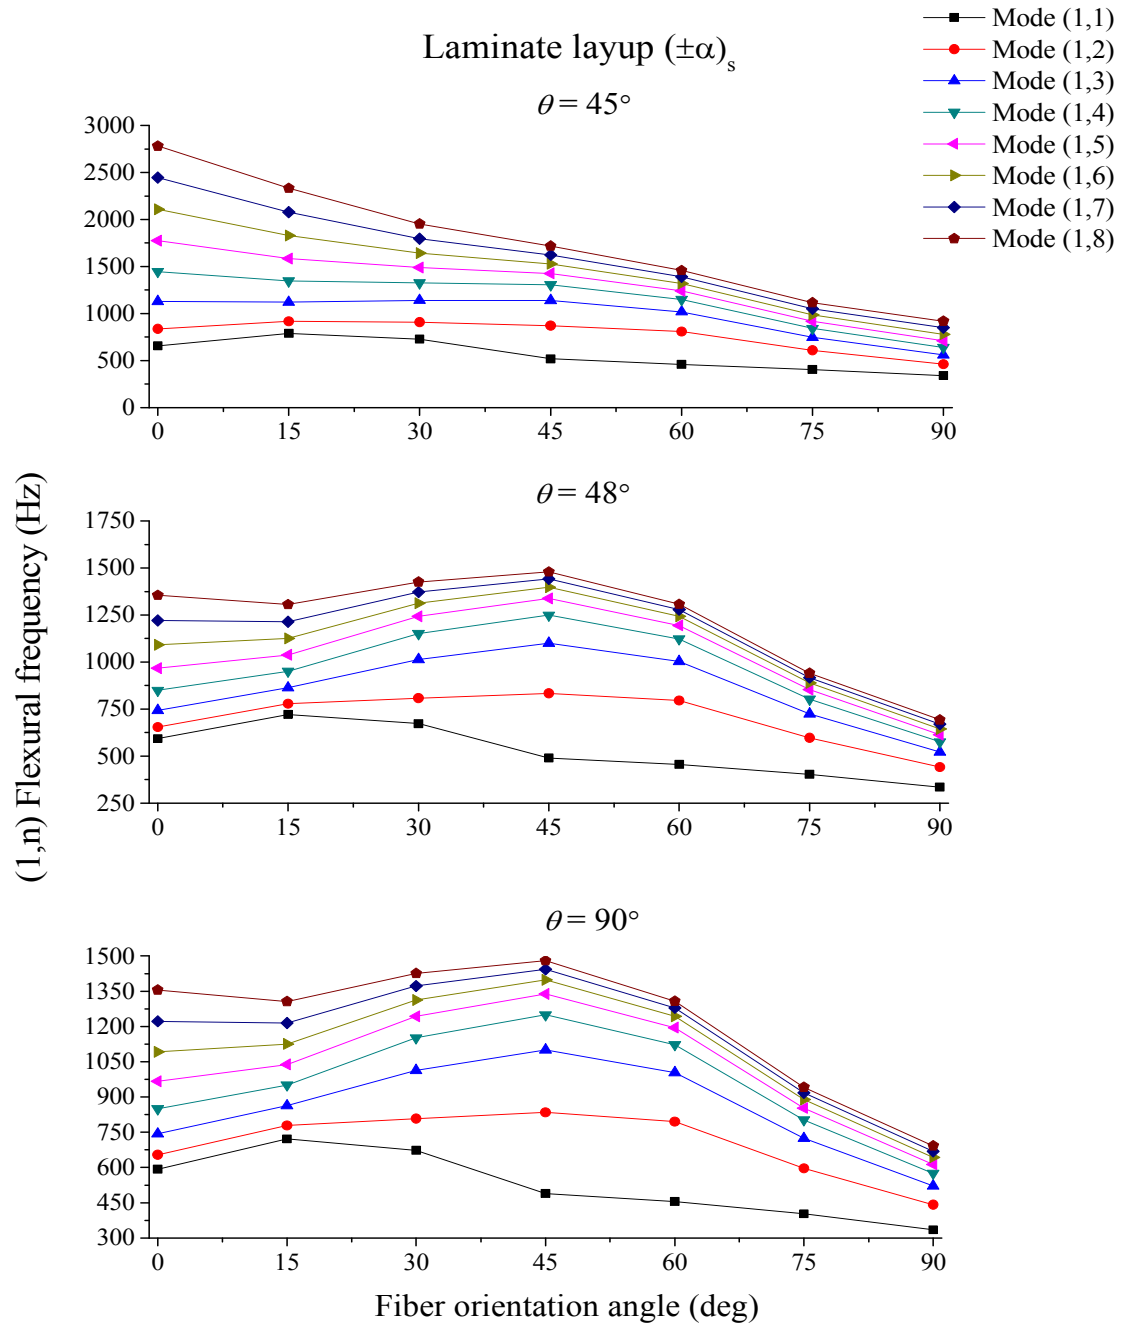 Laminate layup (±α)s
Mode (1,1)
Mode (1,2)
Mode (1,3)
Mode (1,4)
Mode (1,5)
Mode (1,6)
Mode (1,7)
Mode (1,8)
θ = 45°
3000
2500
2000
1500
1000
500
0
0 15 30 45 60 75 90
(1,n) Flexural frequency (Hz)
θ = 48°
1750
1500
1250
1000
750
500
250
0 15 30 45 60 75 90
θ = 90°
1500
1350
1200
1050
900
750
600
450
300
0 15 30 45 60 75 90
Fiber orientation angle (deg)